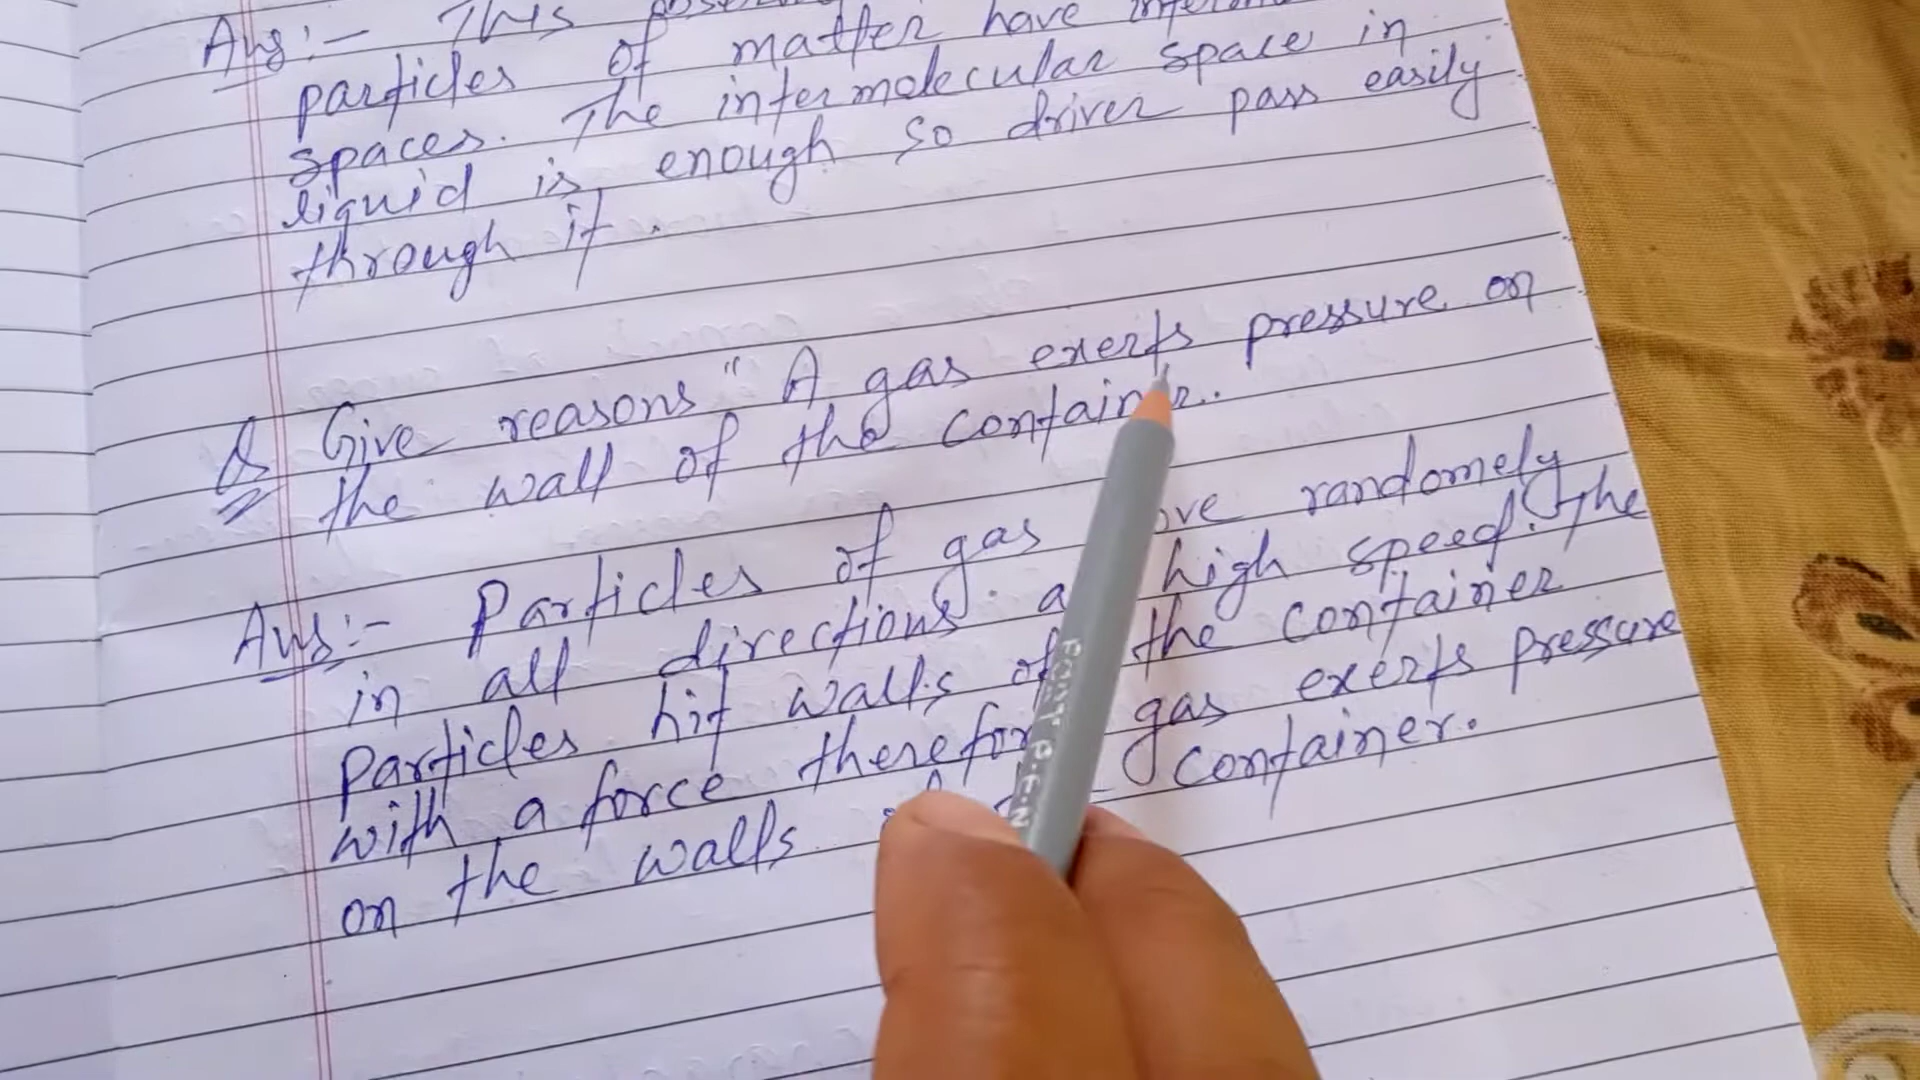 Ans:- This
particles of matter have
spaces. The intermolecular space in
liquid is enough so driver pass easily
through it.
Q Give reasons " A gas exerts pressure on
the wall of the container.
Ans:- Particles of gas randomely
in all directions high speed. The
Particles hit walls of the container
with a force therefor gas exerts pressure
on the walls container.
POINT PEN